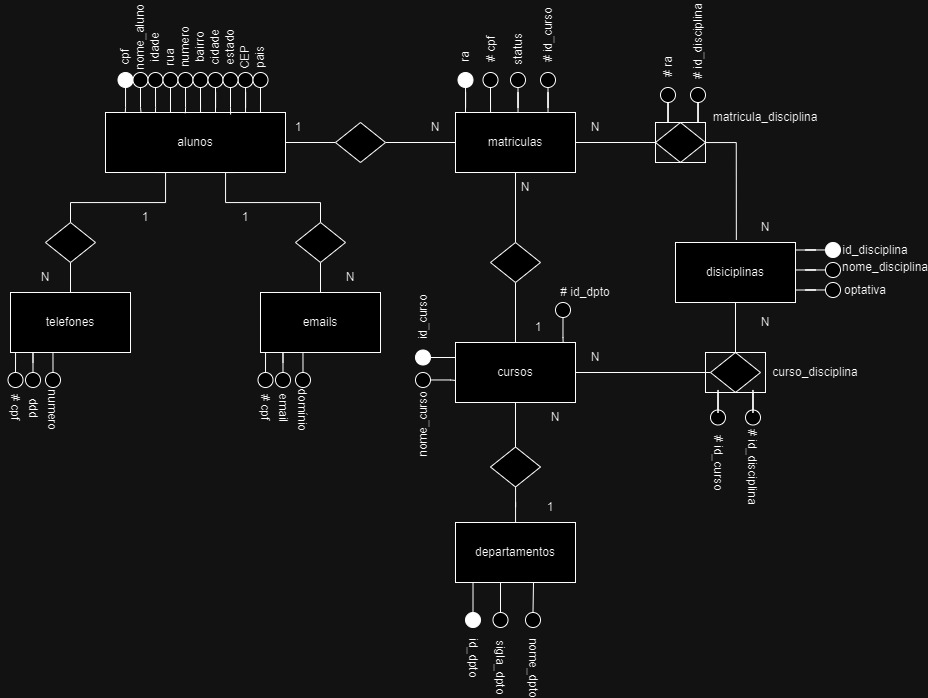 cpf
nome_aluno
idade
rua
numero
bairro
cidade
estado
CEP
pais
ra
# cpf
status
# id_curso
# ra
# id_disciplina
matricula_disciplina
alunos
1
N
matriculas
N
1
1
N
N
id_disciplina
nome_disciplina
optativa
disiciplinas
N
N
telefones
emails
# id_dpto
id_curso
1
N
N
cursos
curso_disciplina
nome_curso
# cpf
ddd
numero
# cpf
email
dominio
N
# id_curso
# id_disciplina
1
departamentos
id_dpto
sigla_dpto
nome_dpto